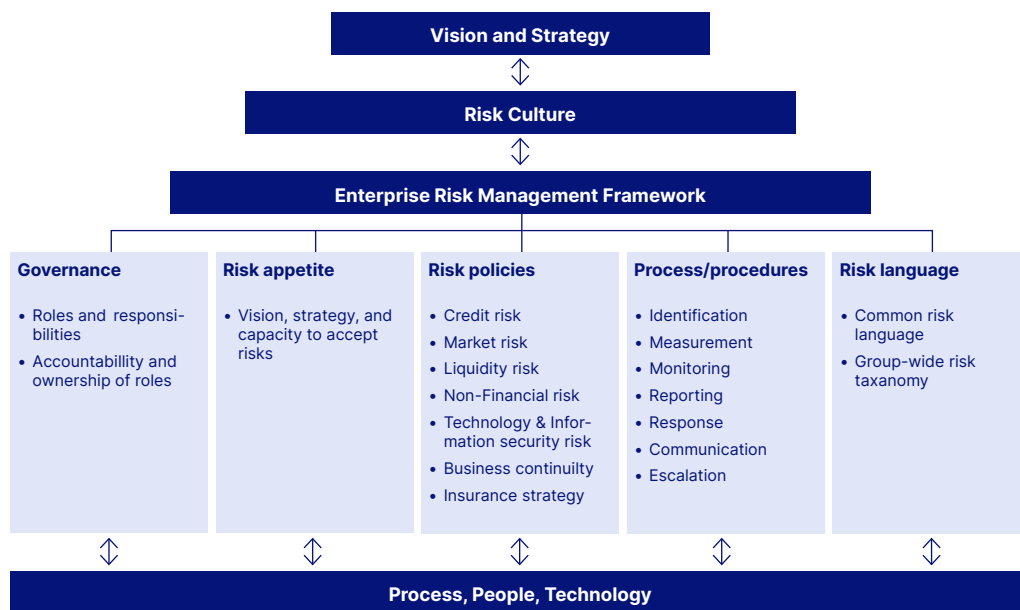 Vision and Strategy
Risk Culture
Enterprise Risk Management Framework
Governance
• Roles and responsi-
bilities
• Accountabillity and
ownership of roles
Risk appetite
• Vision, strategy, and
capacity to accept
risks
Risk policies
• Credit risk
• Market risk
• Liquidity risk
• Non-Financial risk
• Technology & Infor-
mation security risk
• Business continuilty
• Insurance strategy
Process/procedures
• Identification
• Measurement
• Monitoring
• Reporting
• Response
• Communication
• Escalation
Risk language
• Common risk
language
• Group-wide risk
taxanomy
Process, People, Technology